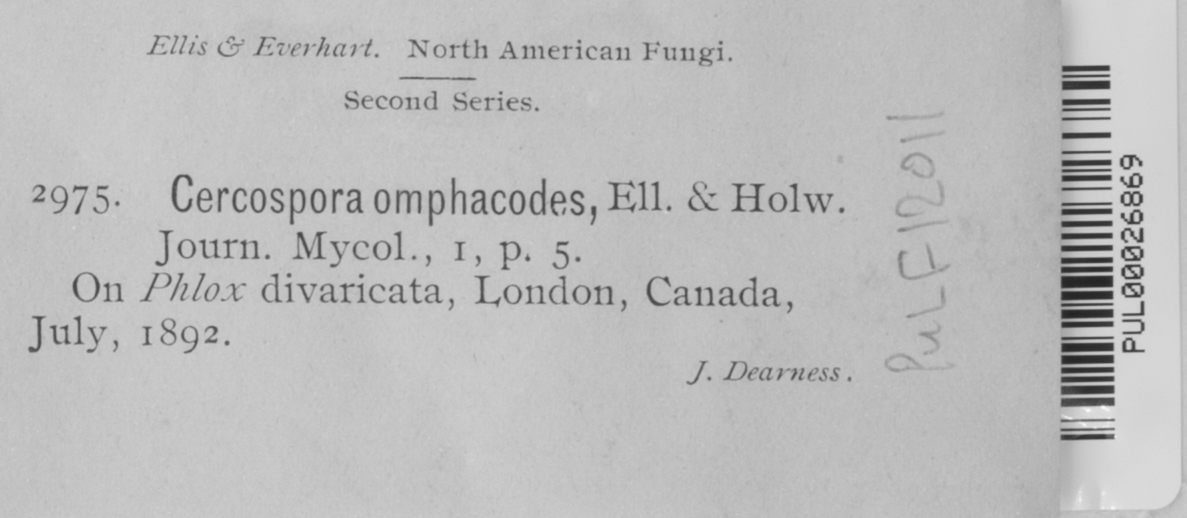 Ellis & Everhart. North American Fungi.
Second Series.
2975. Cercospora omphacodes, Ell. & Holw.
Journ. Mycol., 1, p. 5.
On Phlox divaricata, London, Canada,
July, 1892.
J. Dearness.
PuLF12011
PUL00026869